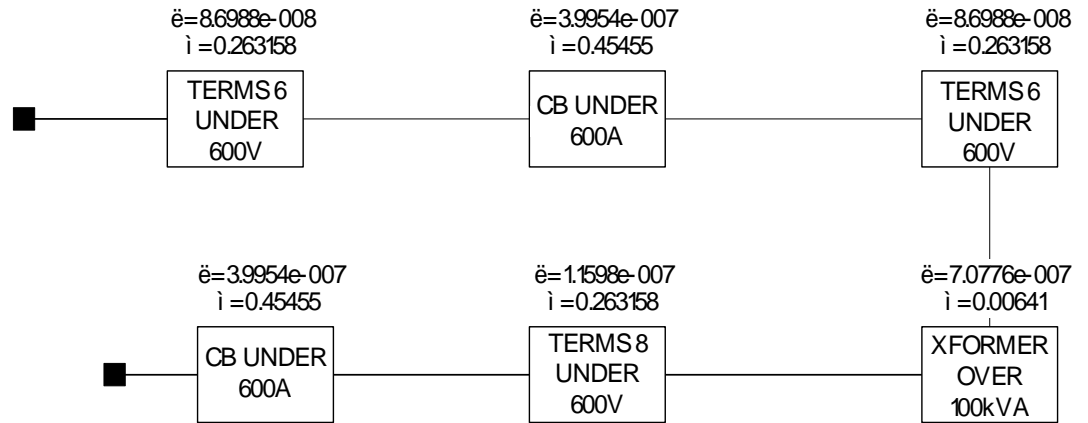 ë=8.6988e-008
ì=0.263158
TERMS 6
UNDER
600V
ë=3.9954e-007
ì=0.45455
CB UNDER
600A
ë=8.6988e-008
ì=0.263158
TERMS 6
UNDER
600V
ë=3.9954e-007
ì=0.45455
CB UNDER
600A
ë=1.1598e-007
ì=0.263158
TERMS 8
UNDER
600V
ë=7.0776e-007
ì=0.00641
XFORMER
OVER
100kVA